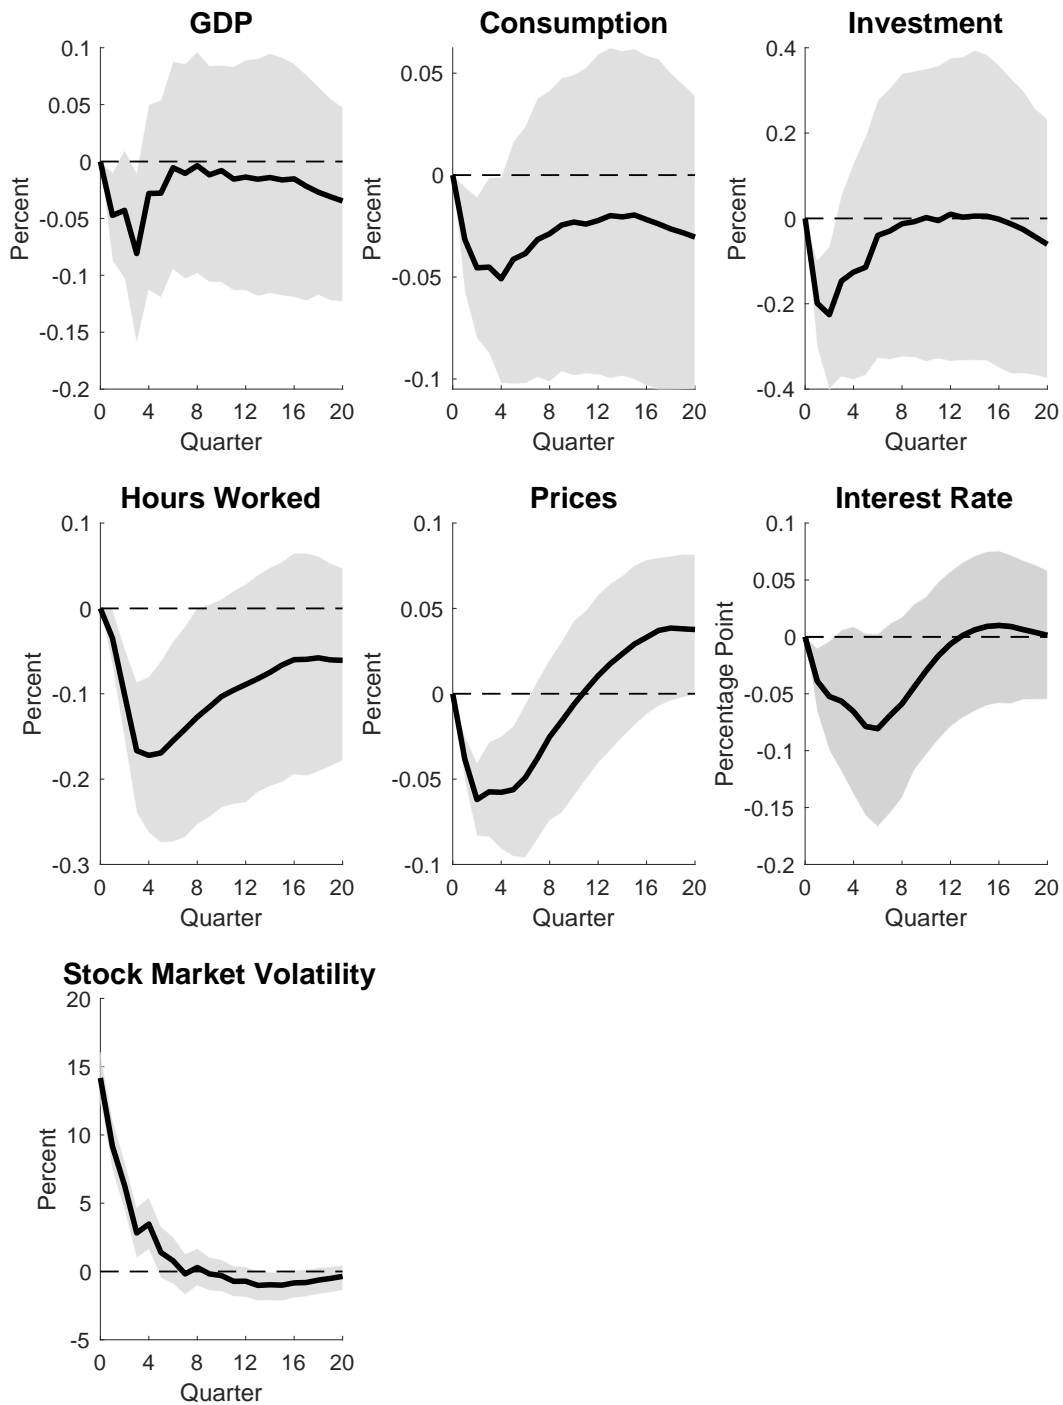 GDP
0.1
0.05
0
-0.05
-0.1
-0.15
-0.2
Percent
0 4 8 12 16 20
Quarter
Consumption
0.05
0
-0.05
-0.1
Percent
0 4 8 12 16 20
Quarter
Investment
0.4
0.2
0
-0.2
-0.4
Percent
0 4 8 12 16 20
Quarter
Hours Worked
0.1
0
-0.1
-0.2
-0.3
Percent
0 4 8 12 16 20
Quarter
Prices
0.1
0.05
0
-0.05
-0.1
Percent
0 4 8 12 16 20
Quarter
Interest Rate
0.1
0.05
0
-0.05
-0.1
-0.15
-0.2
Percentage Point
0 4 8 12 16 20
Quarter
Stock Market Volatility
20
15
10
5
0
-5
Percent
0 4 8 12 16 20
Quarter